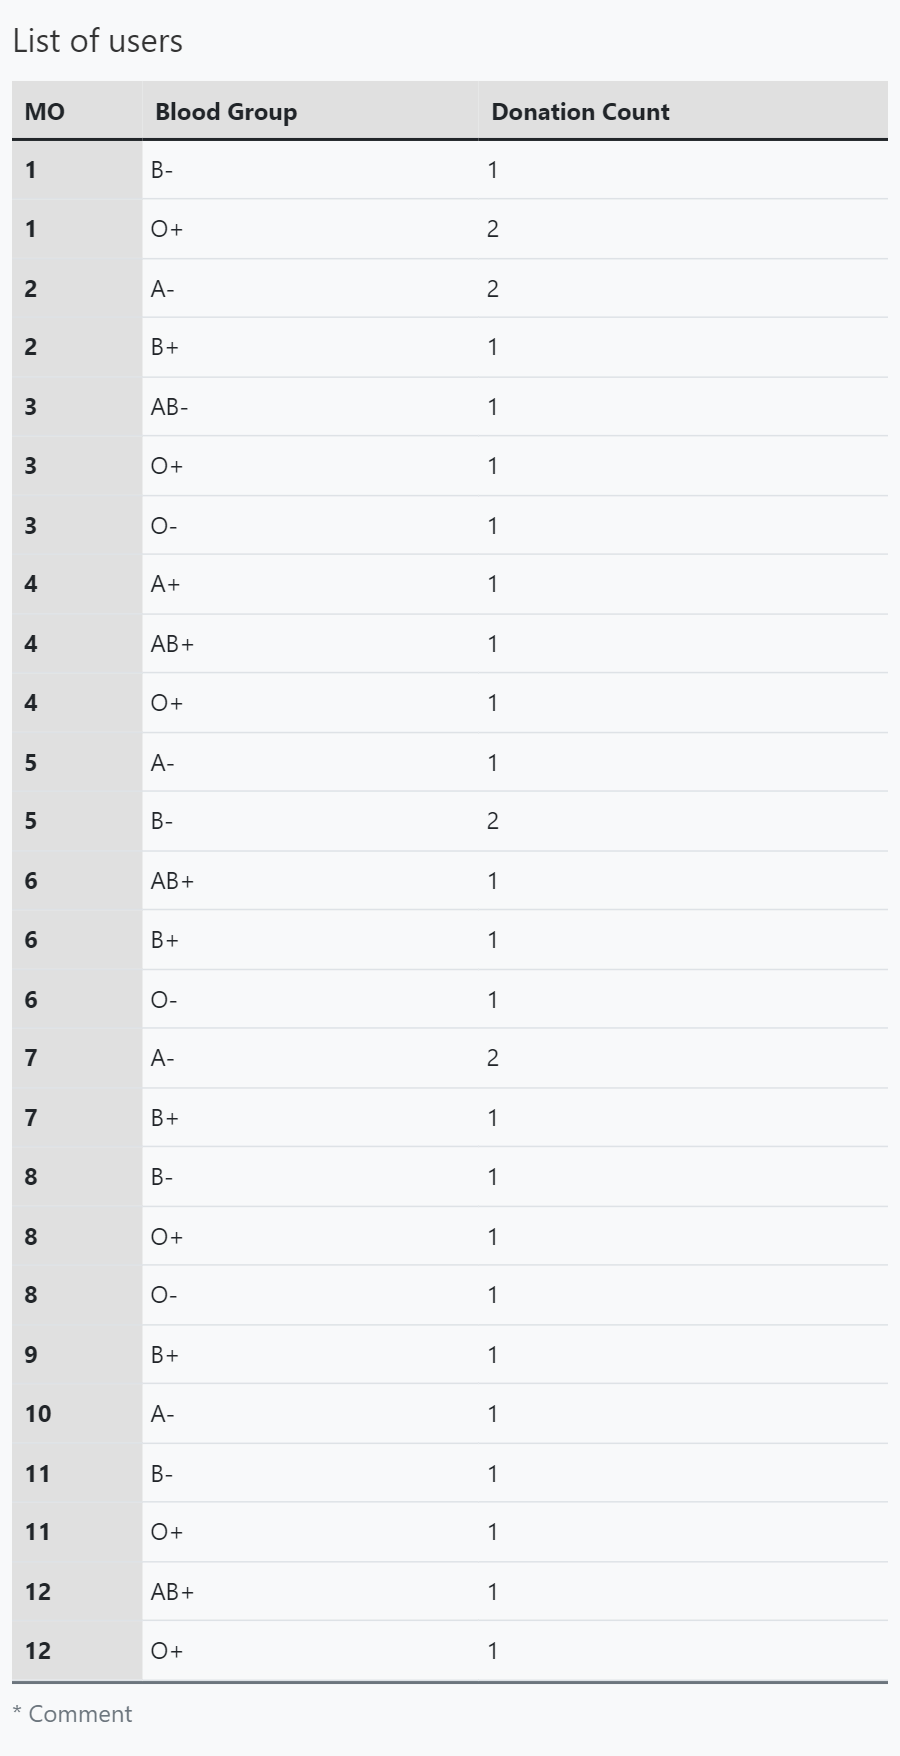 List of users
MO Blood Group Donation Count
1 B- 1
1 O+ 2
2 A- 2
2 B+ 1
3 AB- 1
3 O+ 1
3 O- 1
4 A+ 1
4 AB+ 1
4 O+ 1
5 A- 1
5 B- 2
6 AB+ 1
6 B+ 1
6 O- 1
7 A- 2
7 B+ 1
8 B- 1
8 O+ 1
8 O- 1
9 B+ 1
10 A- 1
11 B- 1
11 O+ 1
12 AB+ 1
12 O+ 1
* Comment